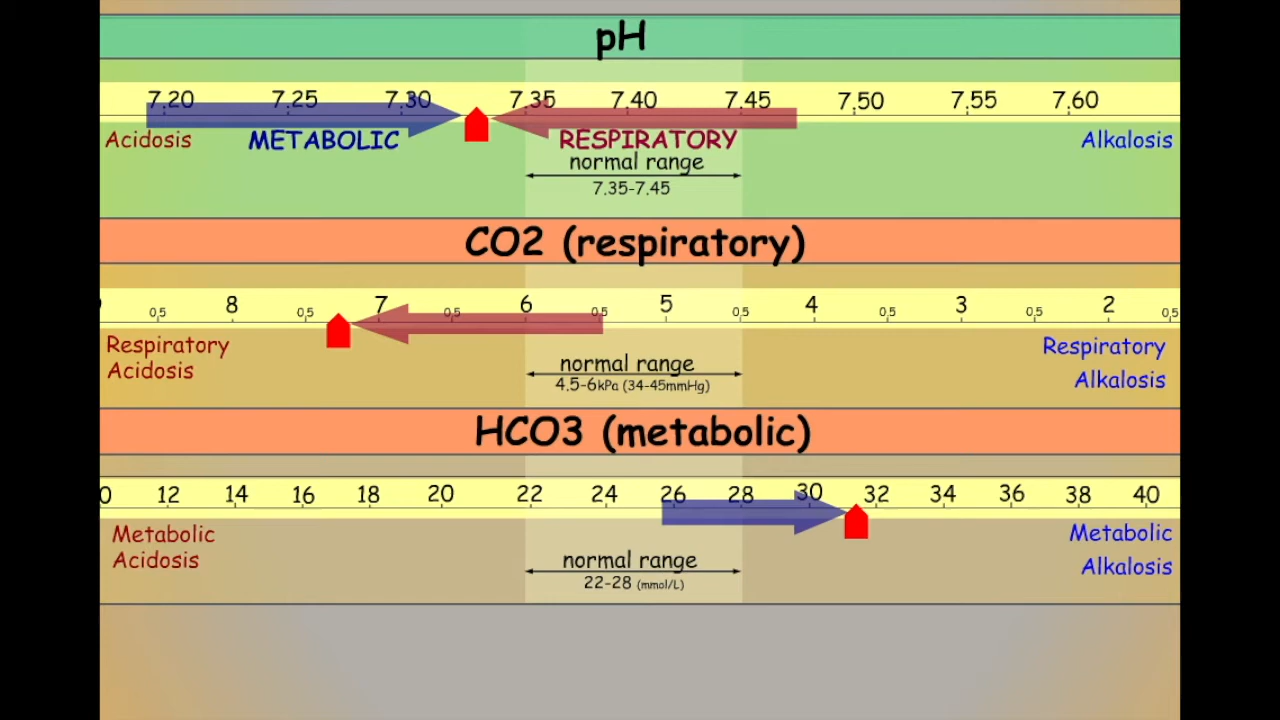 pH
7.20 7.25 7.30 7.35 7.40 7.45 7.50 7.55 7.60
Acidosis METABOLIC RESPIRATORY Alkalosis
normal range
7.35-7.45
CO2 (respiratory)
0,5 8 0,5 7 0,5 6 0,5 5 0,5 4 0,5 3 0,5 2 0,5
Respiratory Respiratory
Acidosis normal range Alkalosis
4.5-6kPa (34-45mmHg)
HCO3 (metabolic)
0 12 14 16 18 20 22 24 26 28 30 32 34 36 38 40
Metabolic Metabolic
Acidosis normal range Alkalosis
22-28 (mmol/L)